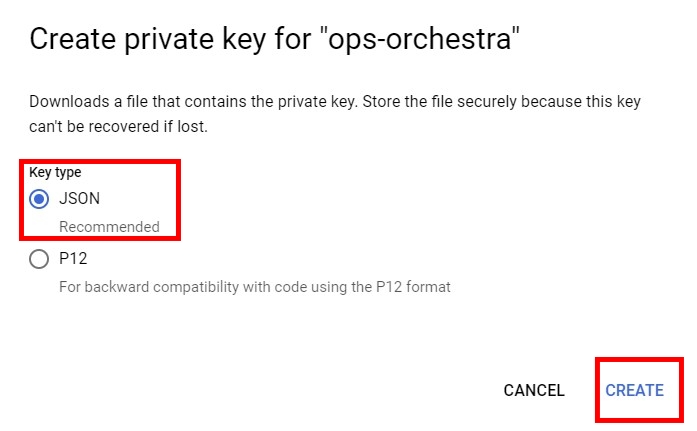 Create private key for "ops-orchestra"
Downloads a file that contains the private key. Store the file securely because this key
can't be recovered if lost.
Key type
JSON
Recommended
P12
For backward compatibility with code using the P12 format
CANCEL CREATE